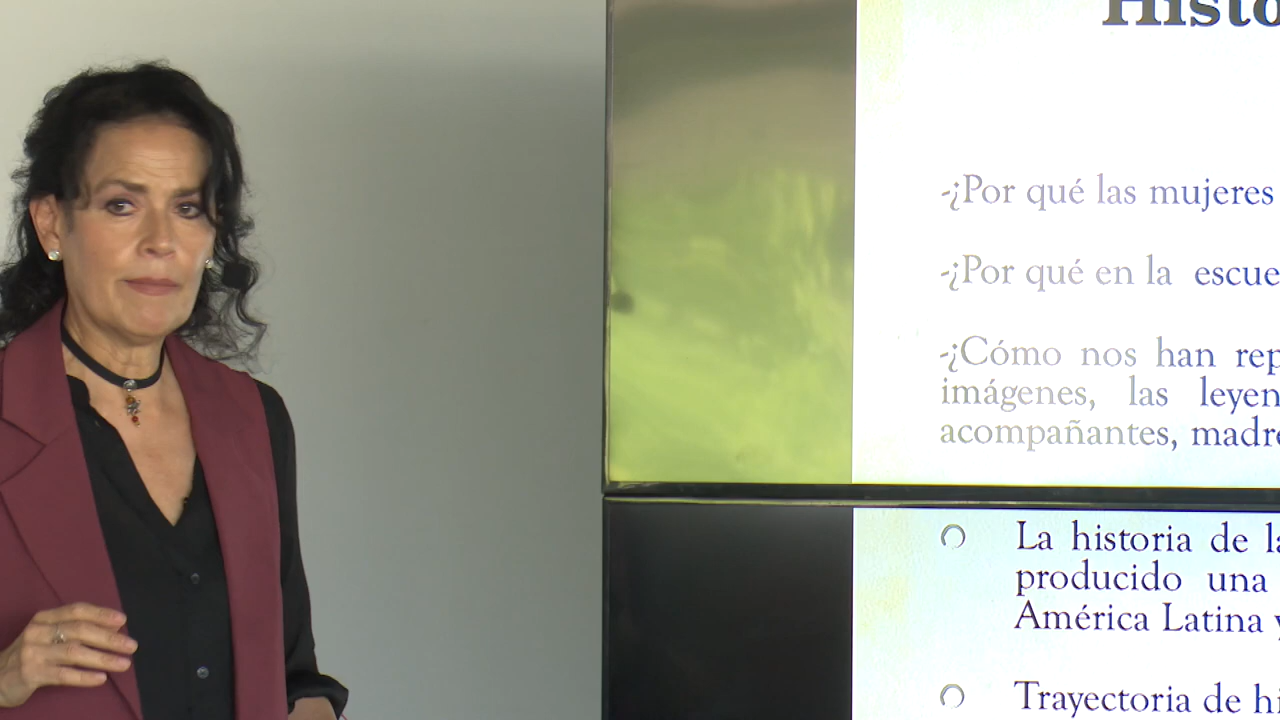 Histo
-¿Por qué las mujeres
-¿Por qué en la escue
-¿Cómo nos han rep
imágenes, las leyen
acompañantes, madre
La historia de la
producido una
América Latina y
Trayectoria de hi